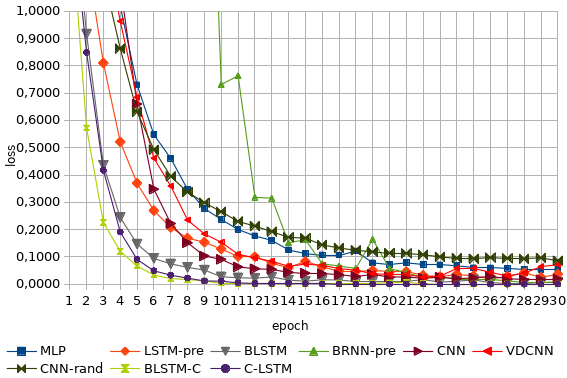 1,0000
0,9000
0,8000
0,7000
0,6000
0,5000
0,4000
0,3000
0,2000
0,1000
0,0000
loss
1 2 3 4 5 6 7 8 9 10 11 12 13 14 15 16 17 18 19 20 21 22 23 24 25 26 27 28 29 30
epoch
MLP LSTM-pre BLSTM BRNN-pre CNN VDCNN
CNN-rand BLSTM-C C-LSTM